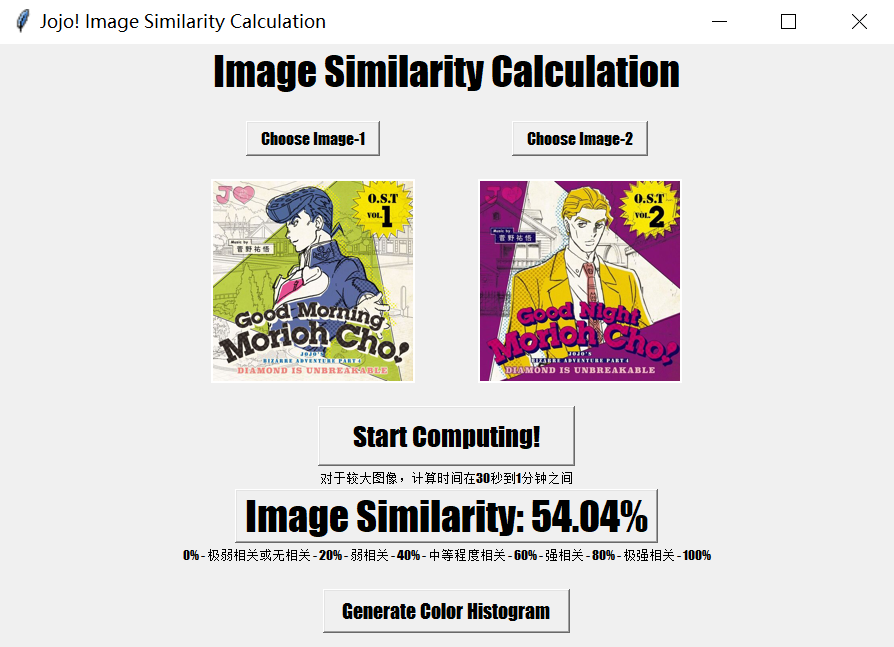 Jojo! Image Similarity Calculation
Image Similarity Calculation
Choose Image-1
Choose Image-2
JO
O.S.T
VOL.1
Music by
菅野祐悟
Good Morning
Morioh Cho!
JOJO'S
BIZARRE ADVENTURE PART 4
DIAMOND IS UNBREAKABLE
JO
O.S.T
VOL.2
Music by
菅野祐悟
Good Night
Morioh Cho!
JOJO'S
BIZARRE ADVENTURE PART 4
DIAMOND IS UNBREAKABLE
Start Computing!
对于较大图像，计算时间在30秒到1分钟之间
Image Similarity: 54.04%
0%-极弱相关或无相关-20%-弱相关-40%-中等程度相关-60%-强相关-80%-极强相关-100%
Generate Color Histogram